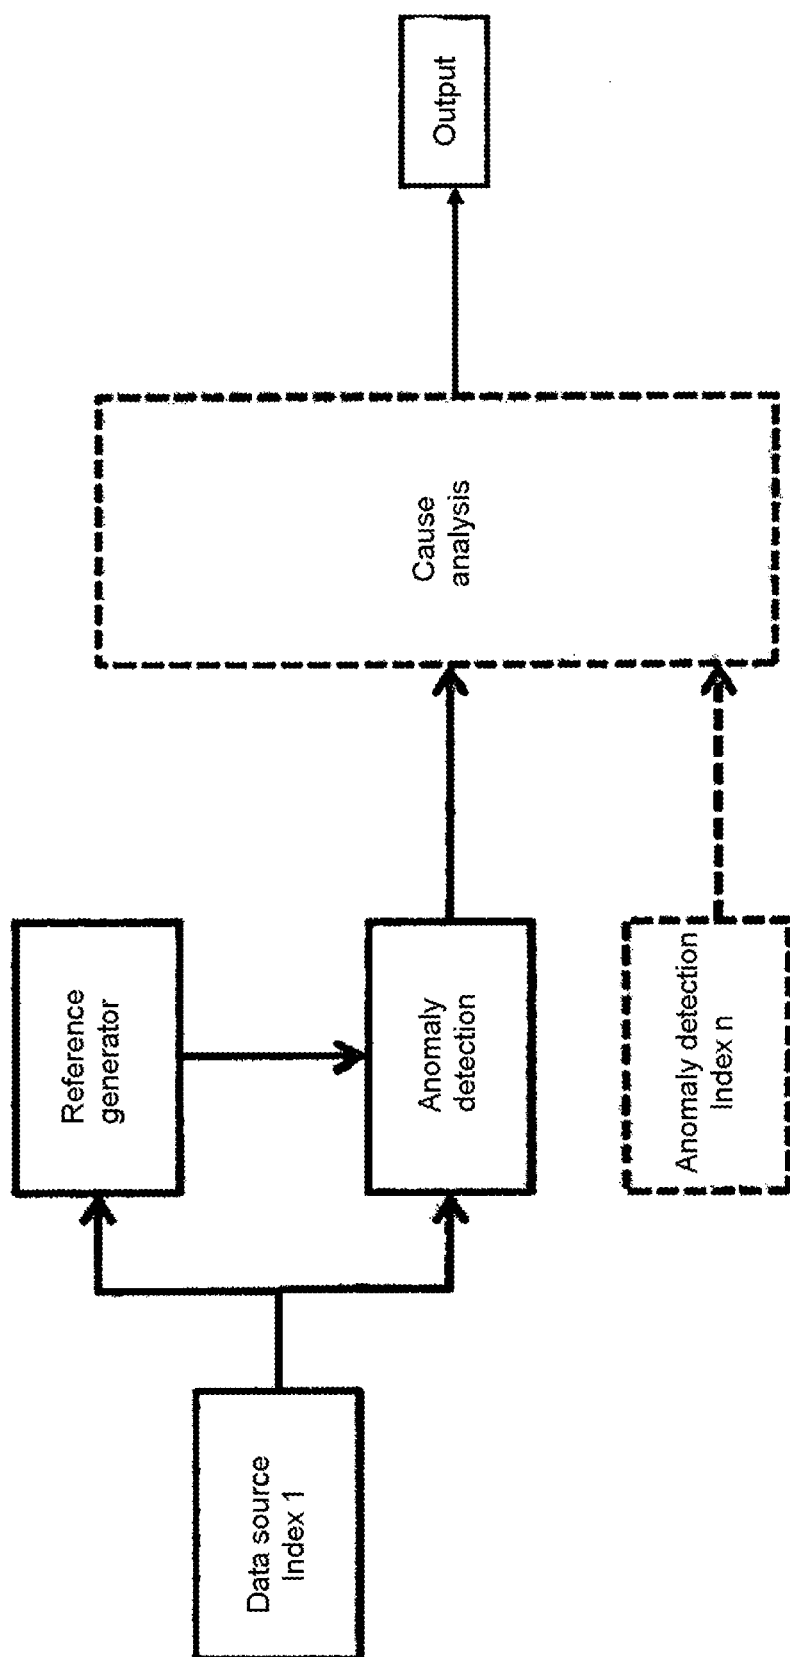 Data source
Index 1
Reference
generator
Anomaly
detection
Anomaly detection
Index n
Cause
analysis
Output